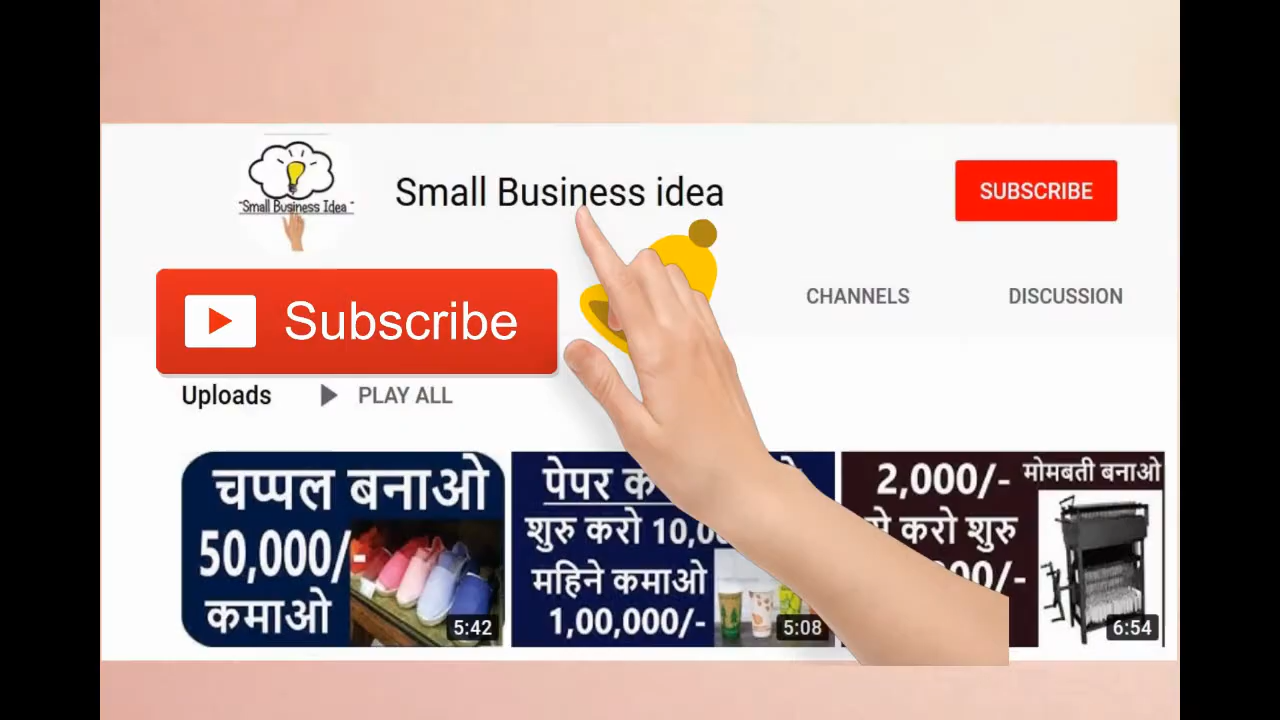 "Small Business Idea"
Small Business idea
SUBSCRIBE
Subscribe
CHANNELS
DISCUSSION
Uploads
PLAY ALL
चप्पल बनाओ
50,000/-
कमाओ
5:42
पेपर
शुरु करो
महिने कमाओ
1,00,000/-
5:08
2,000/-
मोमबती बनाओ
करो शुरु
6:54